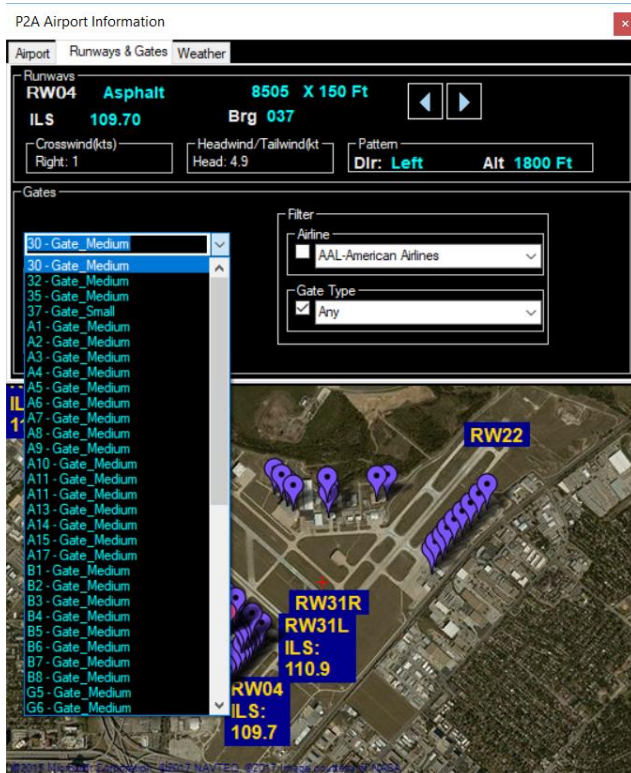 P2A Airport Information
Airport Runways & Gates Weather
Runways
RW04 Asphalt 8505 X 150 Ft
ILS 109.70 Brg 037
Crosswind(kts)
Right: 1
Headwind/Tailwind(kt
Head: 4.9
Pattern
DIr: Left Alt 1800 Ft
Gates
30 - Gate_Medium
Filter
Airline
AAL-American Airlines
Gate Type
Any
30 - Gate_Medium
32 - Gate_Medium
35 - Gate_Medium
37 - Gate_Small
A1 - Gate_Medium
A2 - Gate_Medium
A3 - Gate_Medium
A4 - Gate_Medium
A5 - Gate_Medium
A6 - Gate_Medium
A7 - Gate_Medium
A8 - Gate_Medium
A9 - Gate_Medium
A10 - Gate_Medium
A11 - Gate_Medium
A11 - Gate_Medium
A13 - Gate_Medium
A14 - Gate_Medium
A15 - Gate_Medium
A17 - Gate_Medium
B1 - Gate_Medium
B2 - Gate_Medium
B3 - Gate_Medium
B4 - Gate_Medium
B5 - Gate_Medium
B6 - Gate_Medium
B7 - Gate_Medium
B8 - Gate_Medium
G5 - Gate_Medium
G6 - Gate_Medium
RW22
RW31R
RW31L
ILS:
110.9
RW04
ILS:
109.7